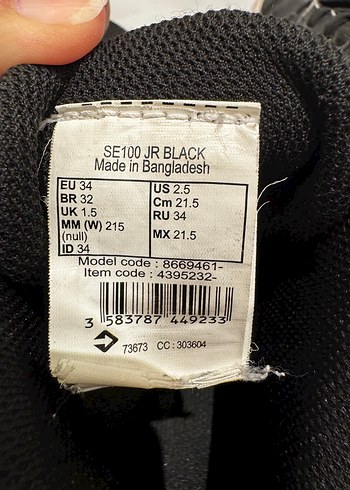 SE100 JR BLACK
Made in Bangladesh
EU 34
BR 32
UK 1.5
MM (W) 215
(null)
ID 34
US 2.5
Cm 21.5
RU 34
MX 21.5
Model code : 8669461-
Item code : 4395232-
3 583787 449233
73673 CC : 303604